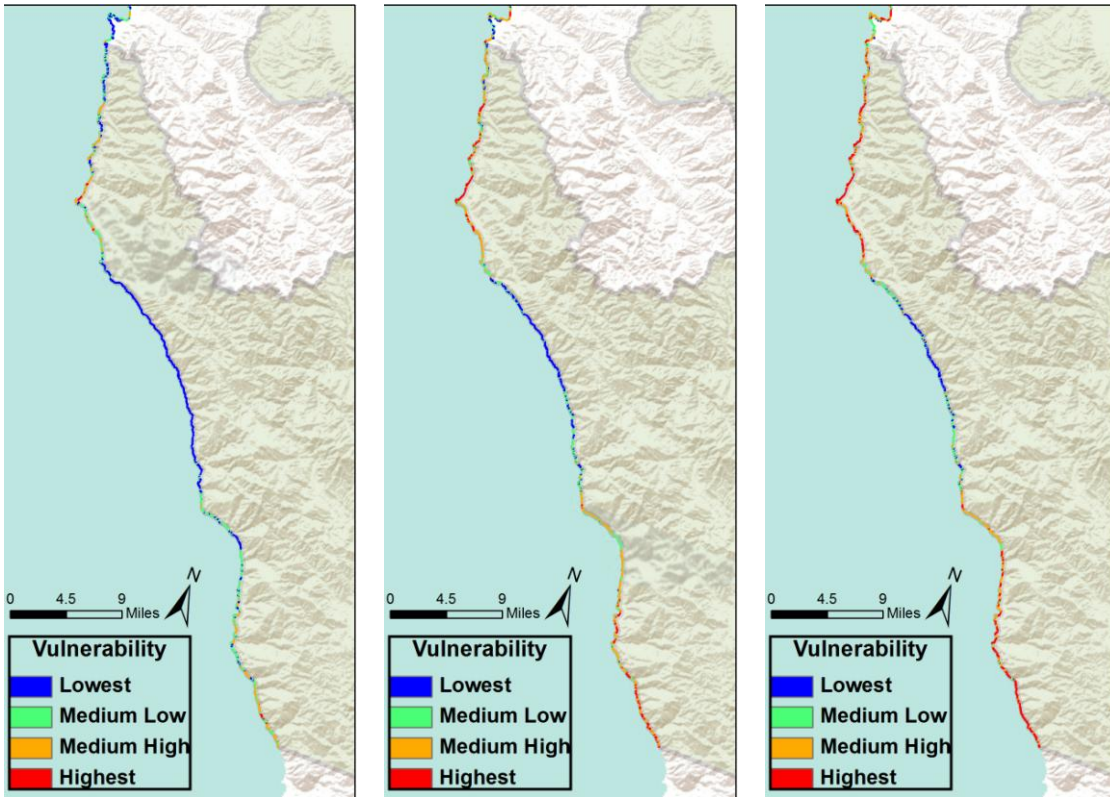 N
0 4.5 9
Miles
Vulnerability
Lowest
Medium Low
Medium High
Highest
N
0 4.5 9
Miles
Vulnerability
Lowest
Medium Low
Medium High
Highest
N
0 4.5 9
Miles
Vulnerability
Lowest
Medium Low
Medium High
Highest